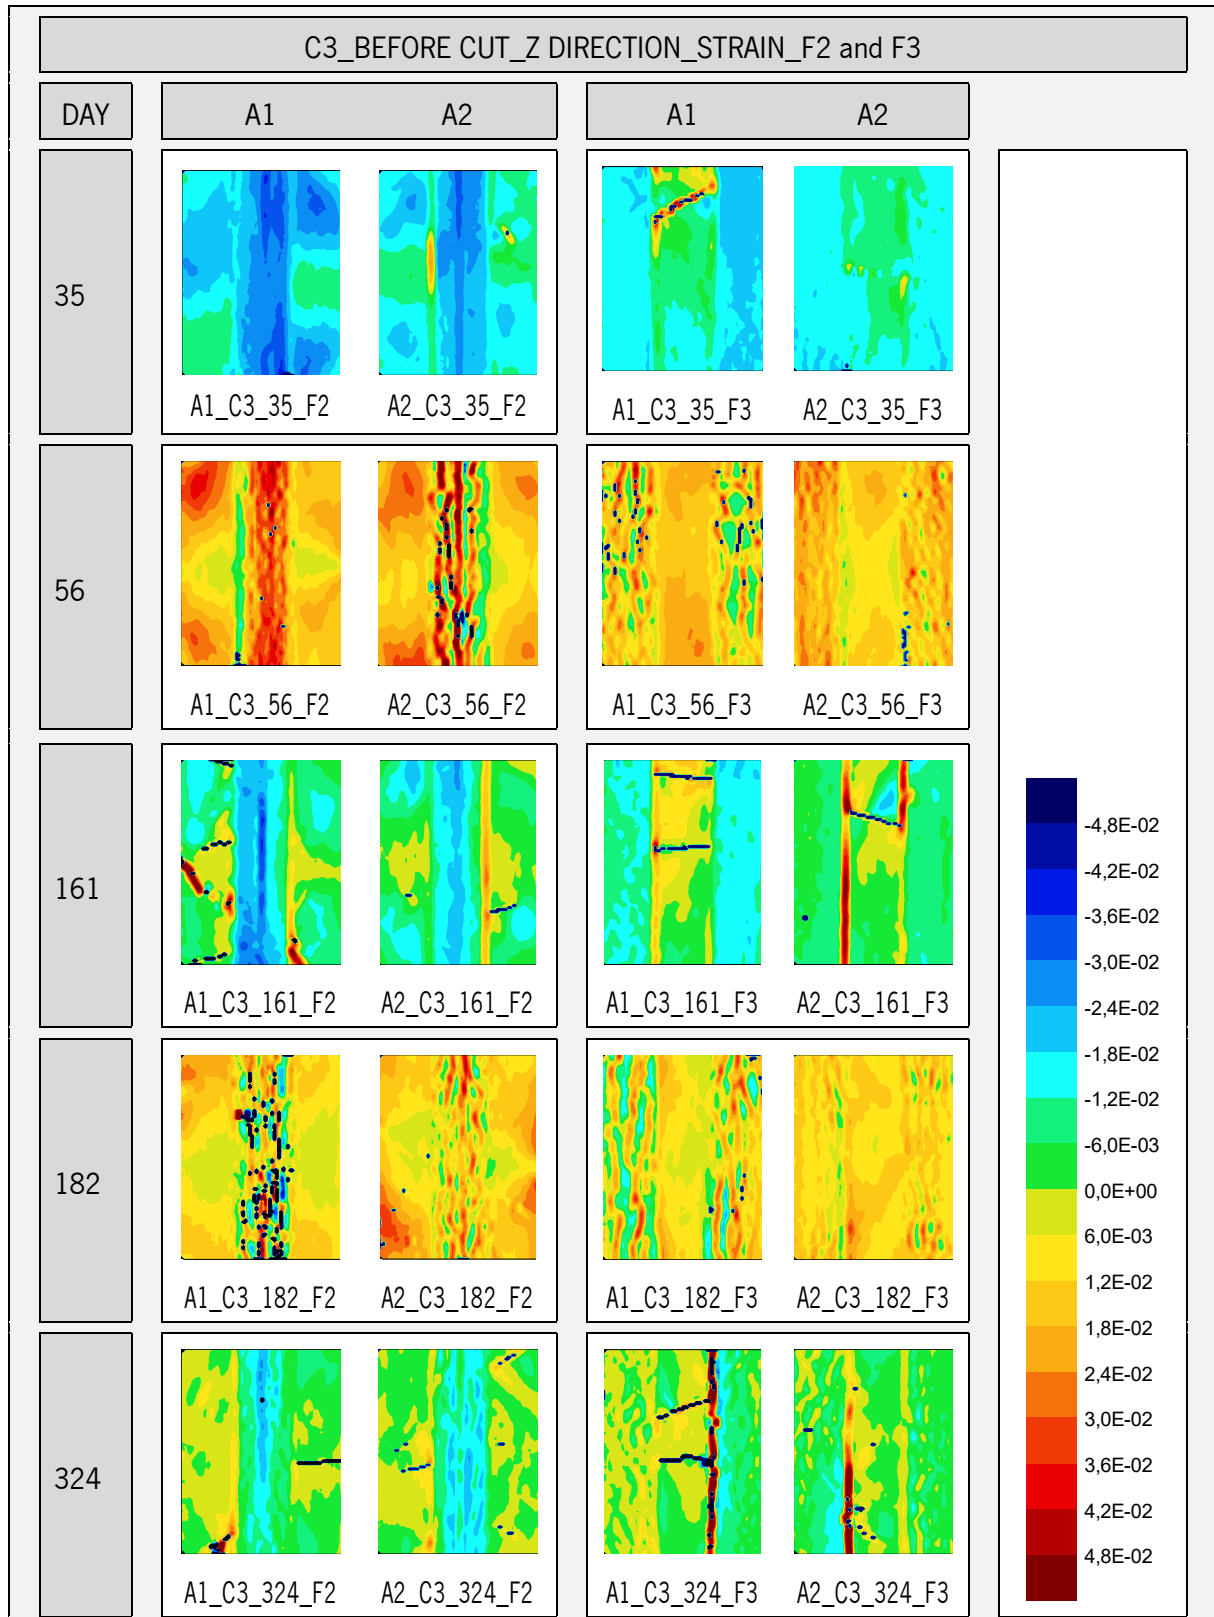 C3_BEFORE CUT_Z DIRECTION_STRAIN_F2 and F3
DAY A1 A2 A1 A2
35
A1_C3_35_F2 A2_C3_35_F2 A1_C3_35_F3 A2_C3_35_F3
56
A1_C3_56_F2 A2_C3_56_F2 A1_C3_56_F3 A2_C3_56_F3
161
A1_C3_161_F2 A2_C3_161_F2 A1_C3_161_F3 A2_C3_161_F3
182
A1_C3_182_F2 A2_C3_182_F2 A1_C3_182_F3 A2_C3_182_F3
324
A1_C3_324_F2 A2_C3_324_F2 A1_C3_324_F3 A2_C3_324_F3
-4,8E-02
-4,2E-02
-3,6E-02
-3,0E-02
-2,4E-02
-1,8E-02
-1,2E-02
-6,0E-03
0,0E+00
6,0E-03
1,2E-02
1,8E-02
2,4E-02
3,0E-02
3,6E-02
4,2E-02
4,8E-02